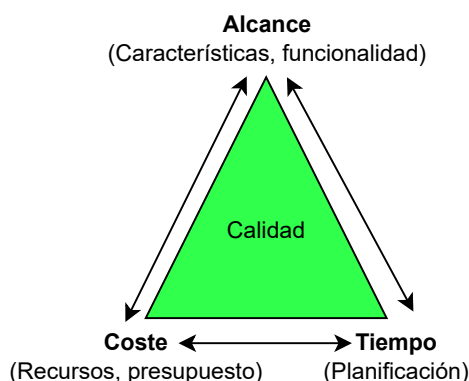 Alcance
(Características, funcionalidad)
Calidad
Coste
Tiempo
(Recursos, presupuesto)
(Planificación)